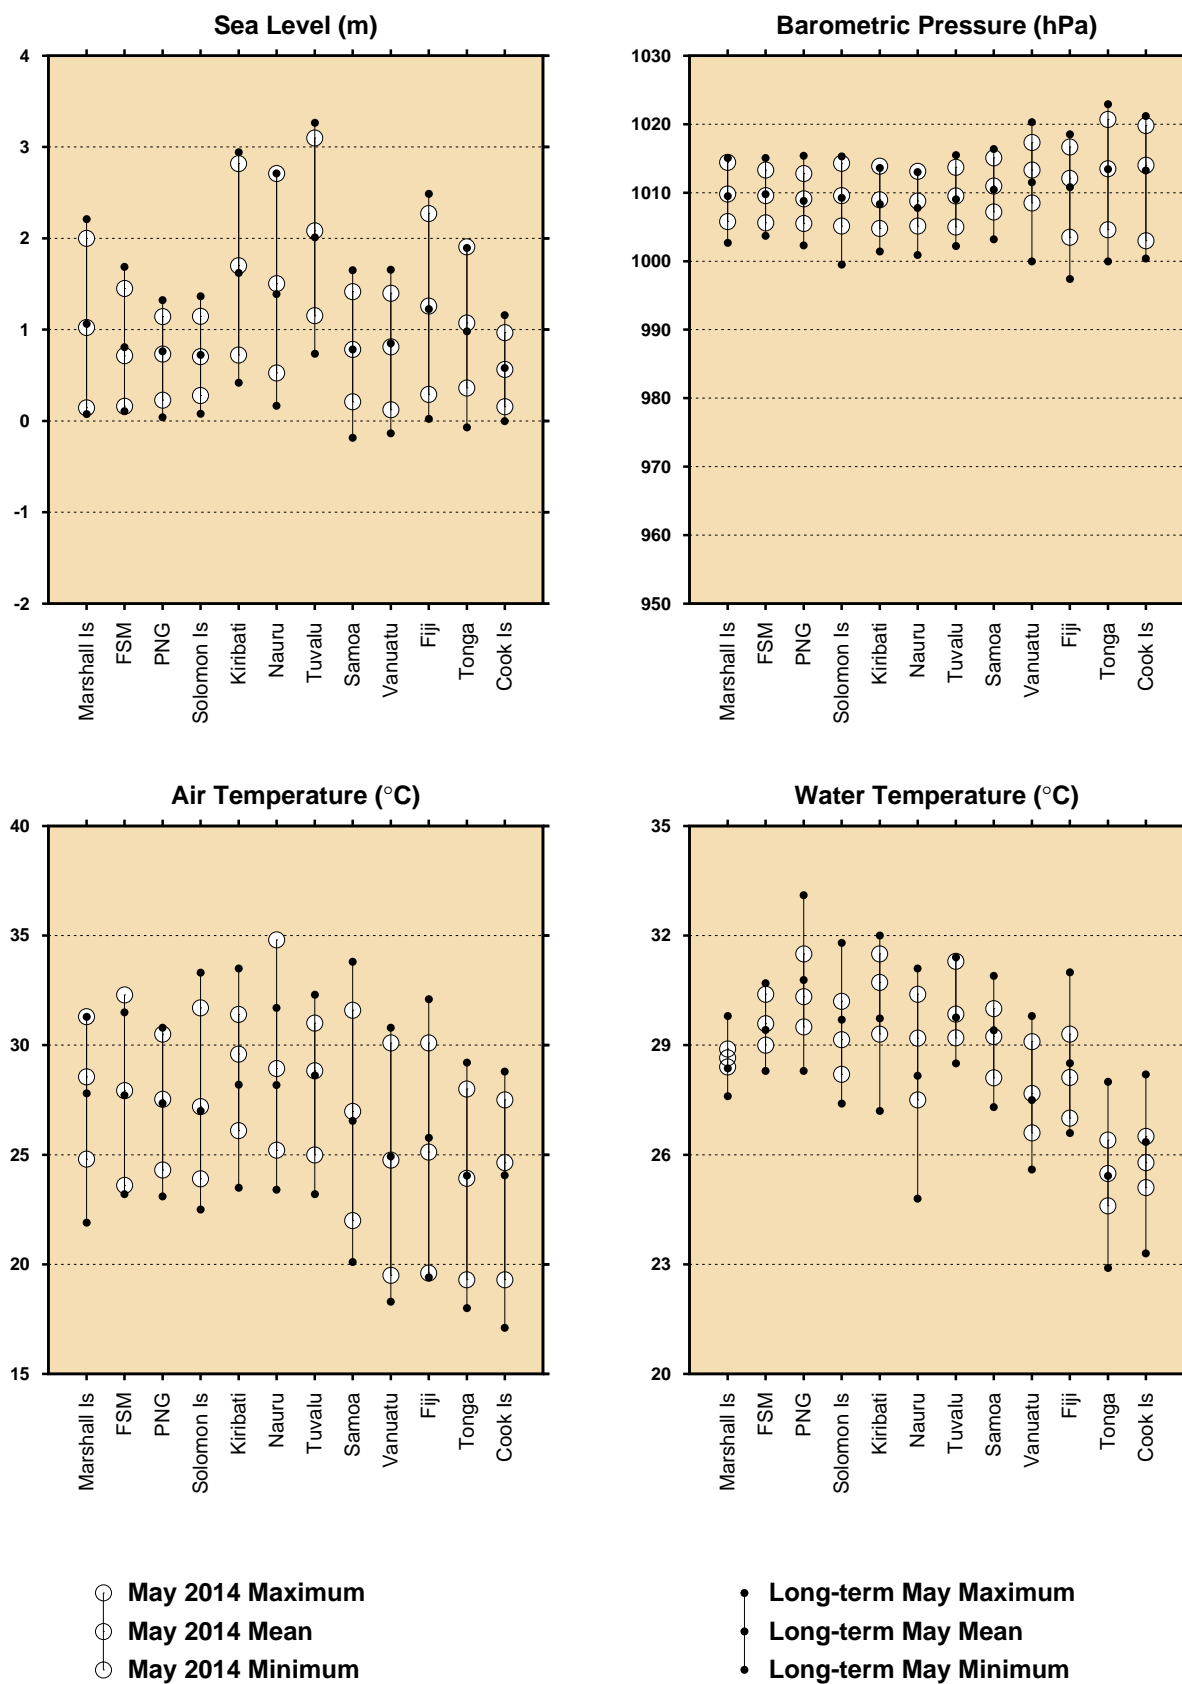 Sea Level (m)
4
3
2
1
0
-1
-2
Marshall Is
FSM
PNG
Solomon Is
Kiribati
Nauru
Tuvalu
Samoa
Vanuatu
Fiji
Tonga
Cook Is
Barometric Pressure (hPa)
1030
1020
1010
1000
990
980
970
960
950
Marshall Is
FSM
PNG
Solomon Is
Kiribati
Nauru
Tuvalu
Samoa
Vanuatu
Fiji
Tonga
Cook Is
Air Temperature (°C)
40
35
30
25
20
15
Marshall Is
FSM
PNG
Solomon Is
Kiribati
Nauru
Tuvalu
Samoa
Vanuatu
Fiji
Tonga
Cook Is
Water Temperature (°C)
35
32
29
26
23
20
Marshall Is
FSM
PNG
Solomon Is
Kiribati
Nauru
Tuvalu
Samoa
Vanuatu
Fiji
Tonga
Cook Is
May 2014 Maximum
May 2014 Mean
May 2014 Minimum
Long-term May Maximum
Long-term May Mean
Long-term May Minimum